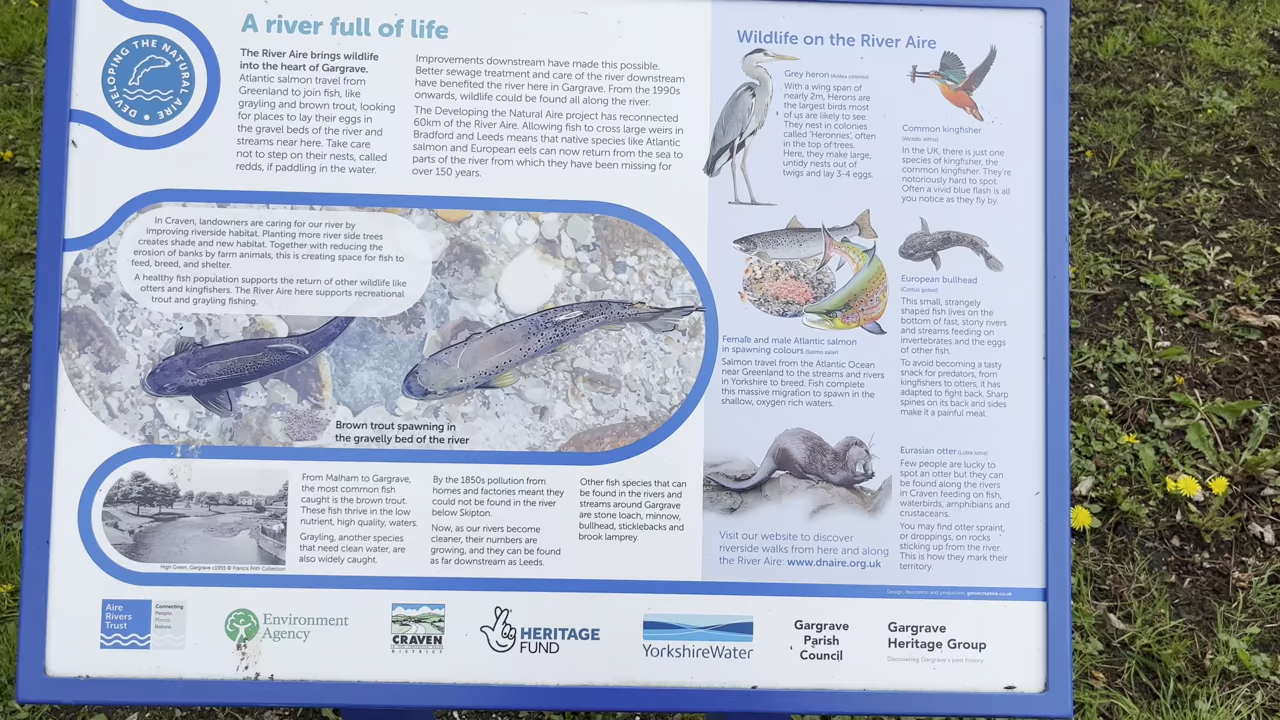 DEVELOPING THE NATURAL AIRE
A river full of life
The River Aire brings wildlife
into the heart of Gargrave.
Atlantic salmon travel from
Greenland to join fish, like
grayling and brown trout, looking
for places to lay their eggs in
the gravel beds of the river and
streams near here. Take care
not to step on their nests, called
redds, if paddling in the water.
Improvements downstream have made this possible.
Better sewage treatment and care of the river downstream
have benefited the river here in Gargrave. From the 1990s
onwards, wildlife could be found all along the river.
The Developing the Natural Aire project has reconnected
60km of the River Aire. Allowing fish to cross large weirs in
Bradford and Leeds means that native species like Atlantic
salmon and European eels can now return from the sea to
parts of the river from which they have been missing for
over 150 years.
In Craven, landowners are caring for our river by
improving riverside habitat. Planting more river side trees
creates shade and new habitat. Together with reducing the
erosion of banks by farm animals, this is creating space for fish to
feed, breed, and shelter.
A healthy fish population supports the return of other wildlife like
otters and kingfishers. The River Aire here supports recreational
trout and grayling fishing.
Brown trout spawning in
the gravelly bed of the river
High Green, Gargrave c1955 © Francis Frith Collection
From Malham to Gargrave,
the most common fish
caught is the brown trout.
These fish thrive in the low
nutrient, high quality, waters.
Grayling, another species
that need clean water, are
also widely caught.
By the 1850s pollution from
homes and factories meant they
could not be found in the river
below Skipton.
Now, as our rivers become
cleaner, their numbers are
growing, and they can be found
as far downstream as Leeds.
Other fish species that can
be found in the rivers and
streams around Gargrave
are stone loach, minnow,
bullhead, sticklebacks and
brook lamprey.
Wildlife on the River Aire
Grey heron (Ardea cinerea)
With a wing span of
nearly 2m, Herons are
the largest birds most
of us are likely to see.
They nest in colonies
called 'Heronries', often
in the top of trees.
Here, they make large,
untidy nests out of
twigs and lay 3-4 eggs.
Common kingfisher
(Alcedo atthis)
In the UK, there is just one
species of kingfisher, the
common kingfisher. They're
notoriously hard to spot.
Often a vivid blue flash is all
you notice as they fly by.
Female and male Atlantic salmon
in spawning colours (Salmo salar)
Salmon travel from the Atlantic Ocean
near Greenland to the streams and rivers
in Yorkshire to breed. Fish complete
this massive migration to spawn in the
shallow, oxygen rich waters.
European bullhead
(Cottus gobio)
This small, strangely
shaped fish lives on the
bottom of fast, stony rivers
and streams feeding on
invertebrates and the eggs
of other fish.
To avoid becoming a tasty
snack for predators, from
kingfishers to otters, it has
adapted to fight back. Sharp
spines on its back and sides
make it a painful meal.
Eurasian otter (Lutra lutra)
Few people are lucky to
spot an otter but they can
be found along the rivers
in Craven feeding on fish,
waterbirds, amphibians and
crustaceans.
You may find otter spraint,
or droppings, on rocks
sticking up from the river.
This is how they mark their
territory.
Visit our website to discover
riverside walks from here and along
the River Aire: www.dnaire.org.uk
Design, illustration and production
Aire
Rivers
Trust
Connecting
People
Places
Nature.
Environment
Agency
CRAVEN
DISTRICT
HERITAGE
FUND
YorkshireWater
Gargrave
Parish
Council
Gargrave
Heritage Group
Discovering Gargrave's past history